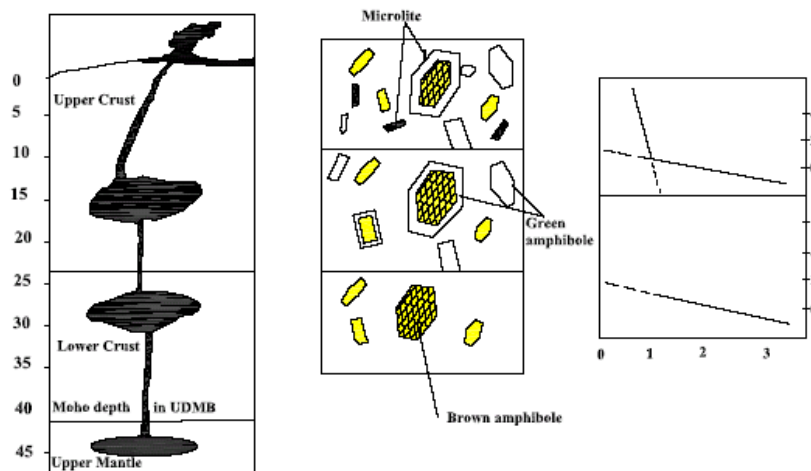 0
Upper Crust
5
10
15
20
25
30
Lower Crust
35
40
Moho depth in UDMB
45
Upper Mantle
Microlite
Green
amphibole
Brown amphibole
0 1 2 3